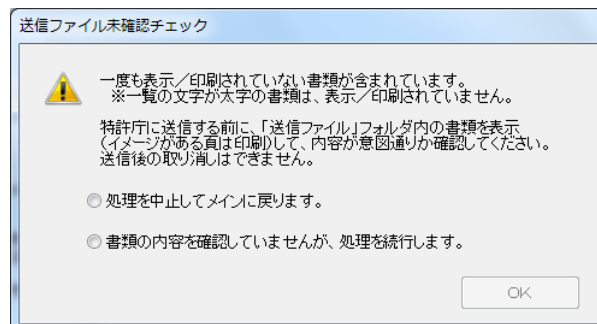 送信ファイル未確認チェック
一度も表示／印刷されていない書類が含まれています。
※一覧の文字が太字の書類は、表示／印刷されていません。
特許庁に送信する前に、「送信ファイル」フォルダ内の書類を表示
(イメージがある頁は印刷)して、内容が意図通りか確認してください。
送信後の取り消しはできません。
処理を中止してメインに戻ります。
書類の内容を確認していませんが、処理を続行します。
OK